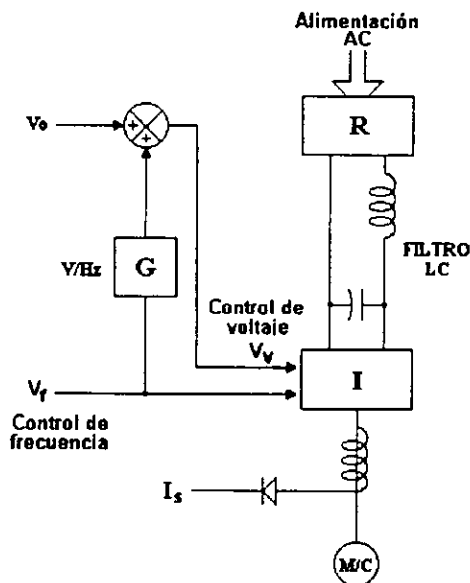 Alimentación
AC
R
Vo
+
+
FILTRO
LC
V/Hz
G
Control de
voltaje
Vv
Vf
I
Control de
frecuencia
Is
M/C